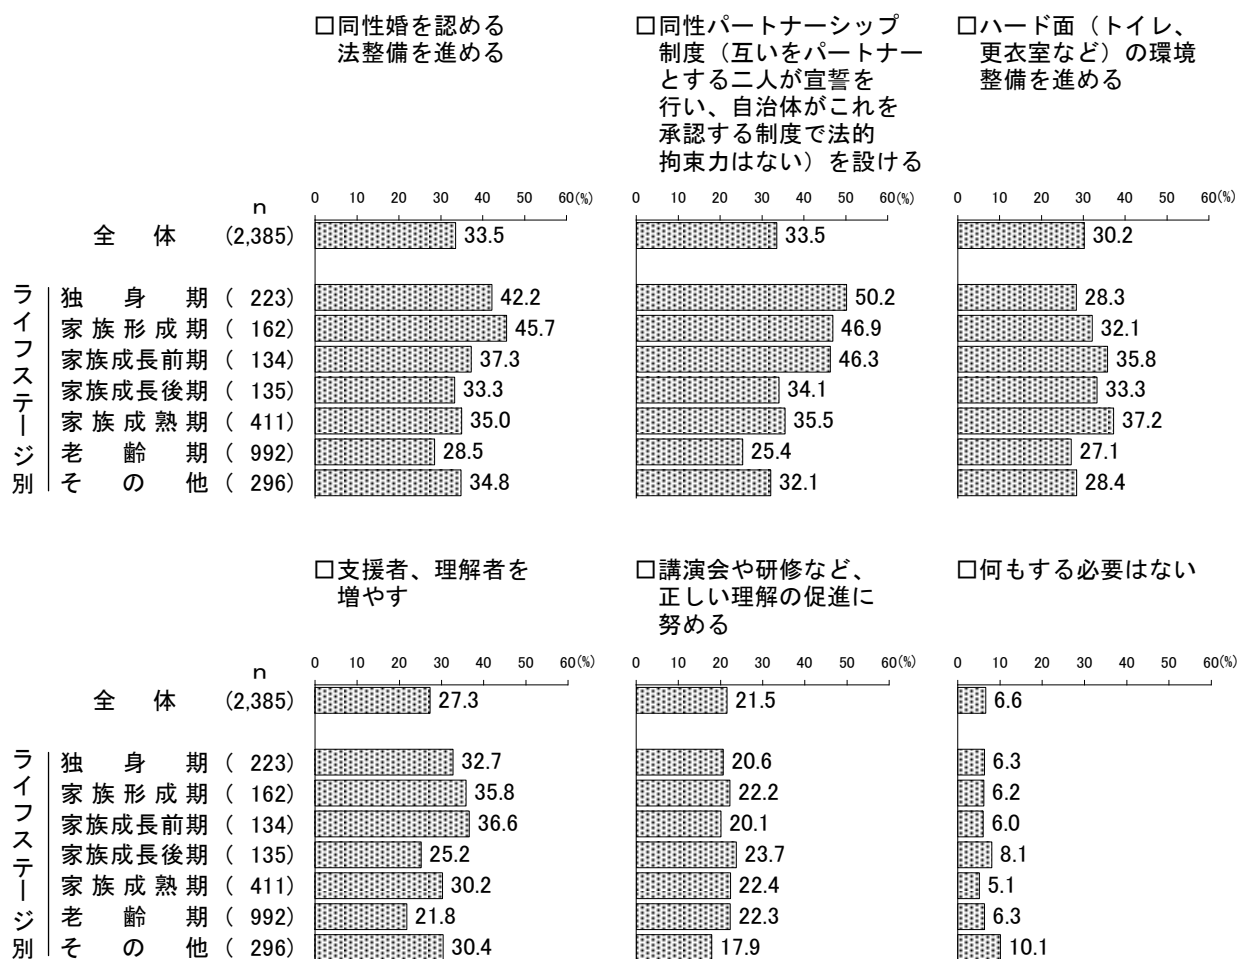 □同性婚を認める
法整備を進める
□同性パートナーシップ
制度（互いをパートナー
とする二人が宣誓を
行い、自治体がこれを
承認する制度で法的
拘束力はない）を設ける
□ハード面（トイレ、
更衣室など）の環境
整備を進める
n
0 10 20 30 40 50 60(%)
0 10 20 30 40 50 60(%)
0 10 20 30 40 50 60(%)
全体 (2,385) 33.5 33.5 30.2
ライフステージ別
独身期 ( 223) 42.2 50.2 28.3
家族形成期 ( 162) 45.7 46.9 32.1
家族成長前期 ( 134) 37.3 46.3 35.8
家族成長後期 ( 135) 33.3 34.1 33.3
家族成熟期 ( 411) 35.0 35.5 37.2
老齢期 ( 992) 28.5 25.4 27.1
その他 ( 296) 34.8 32.1 28.4
□支援者、理解者を
増やす
□講演会や研修など、
正しい理解の促進に
努める
□何もする必要はない
n
0 10 20 30 40 50 60(%)
0 10 20 30 40 50 60(%)
0 10 20 30 40 50 60(%)
全体 (2,385) 27.3 21.5 6.6
ライフステージ別
独身期 ( 223) 32.7 20.6 6.3
家族形成期 ( 162) 35.8 22.2 6.2
家族成長前期 ( 134) 36.6 20.1 6.0
家族成長後期 ( 135) 25.2 23.7 8.1
家族成熟期 ( 411) 30.2 22.4 5.1
老齢期 ( 992) 21.8 22.3 6.3
その他 ( 296) 30.4 17.9 10.1